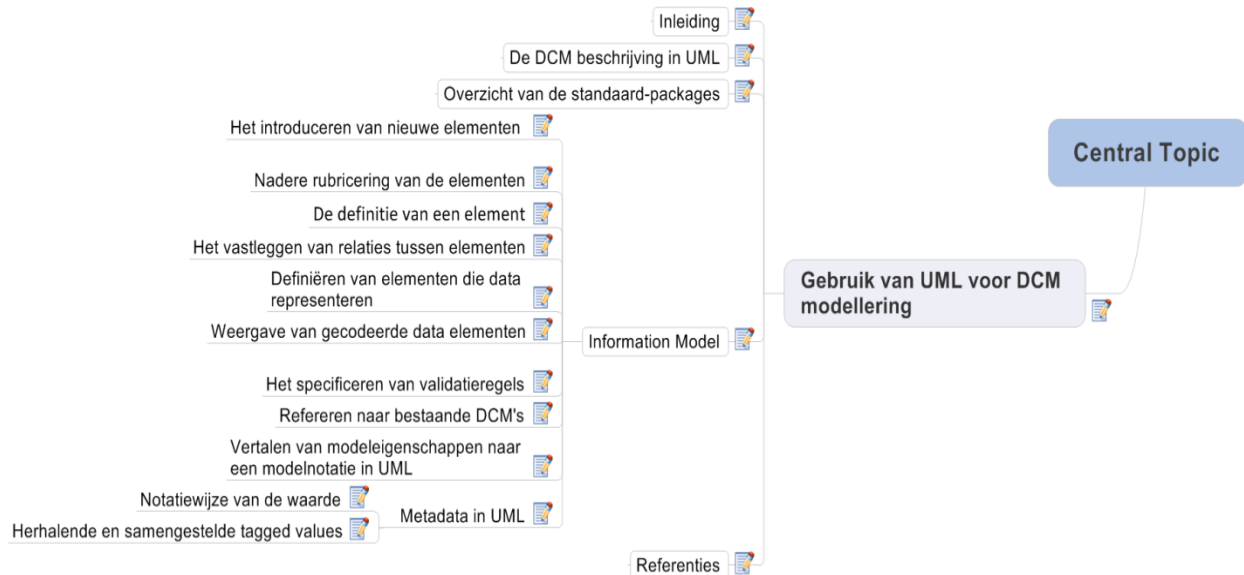 Inleiding
De DCM beschrijving in UML
Overzicht van de standaard-packages
Het introduceren van nieuwe elementen
Central Topic
Nadere rubricering van de elementen
De definitie van een element
Het vastleggen van relaties tussen elementen
Definiëren van elementen die data
representeren
Gebruik van UML voor DCM
modellering
Weergave van gecodeerde data elementen
Information Model
Het specificeren van validatieregels
Refereren naar bestaande DCM's
Vertalen van modeleigenschappen naar
een modelnotatie in UML
Notatiewijze van de waarde
Metadata in UML
Herhalende en samengestelde tagged values
Referenties